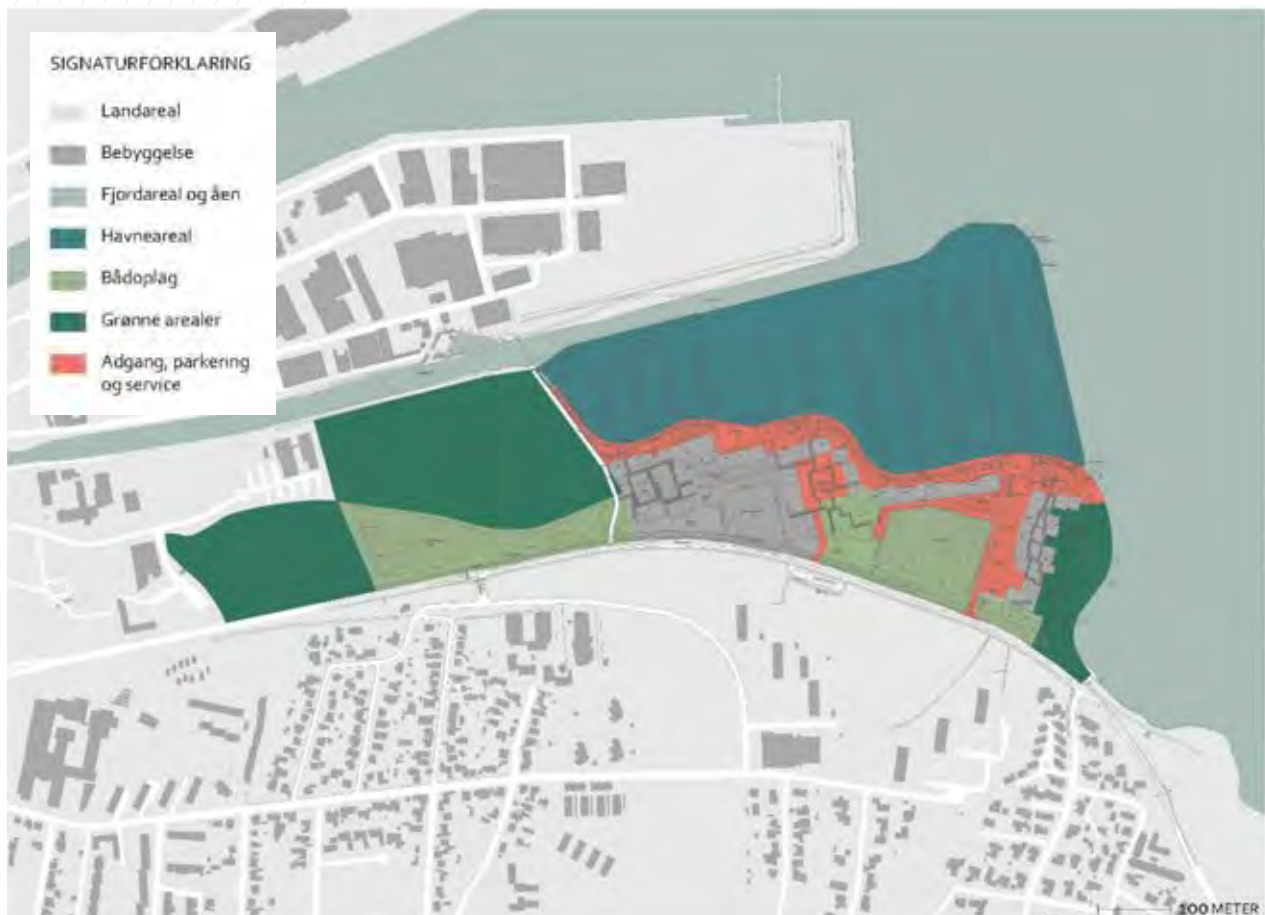 SIGNATURFORKLARING
Landareal
Bebyggelse
Fjordareal og åen
Havneareal
Bådoplag
Grønne arealer
Adgang, parkering
og service
100 METER